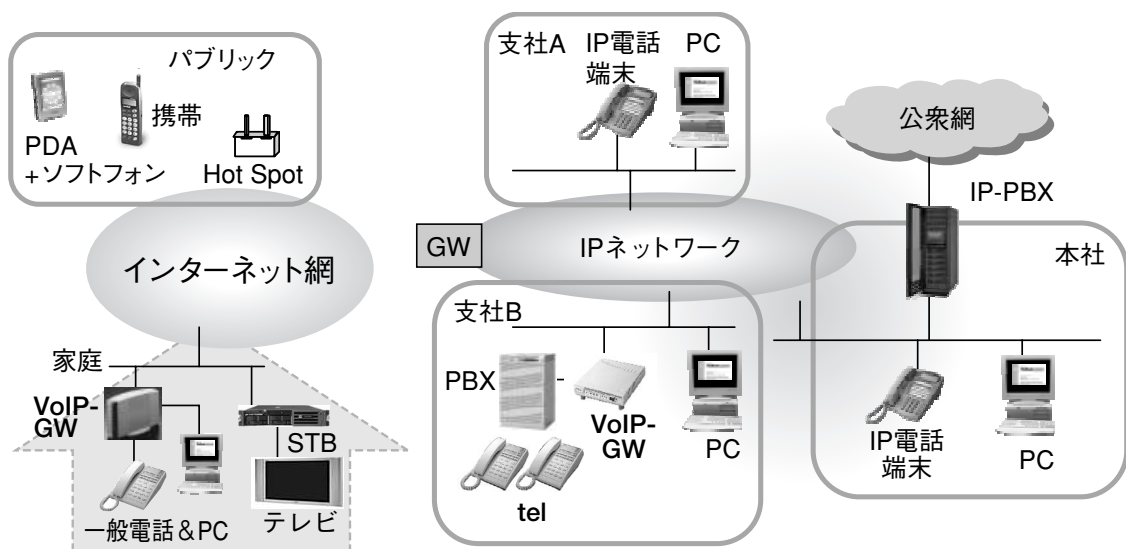 パブリック
携帯
PDA
+ソフトフォン
Hot Spot
インターネット網
家庭
VoIP-
GW
STB
一般電話&PC
テレビ
支社A
IP電話
端末
PC
GW
IPネットワーク
支社B
PBX
VoIP-
GW
PC
tel
公衆網
IP-PBX
本社
IP電話
端末
PC